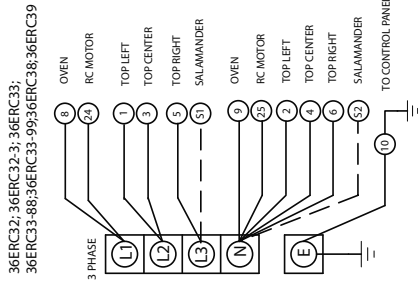 36ERC32; 36ERC32-3; 36ERC33;
36ERC33-88;36ERC33-99;36ERC38;36ERC39
3 PHASE
L1
L2
L3
N
E
8 OVEN
24 RC MOTOR
1 TOP LEFT
3 TOP CENTER
5 TOP RIGHT
S1 SALAMANDER
9 OVEN
25 RC MOTOR
2 TOP LEFT
4 TOP CENTER
6 TOP RIGHT
S2 SALAMANDER
10 TO CONTROL PANEL